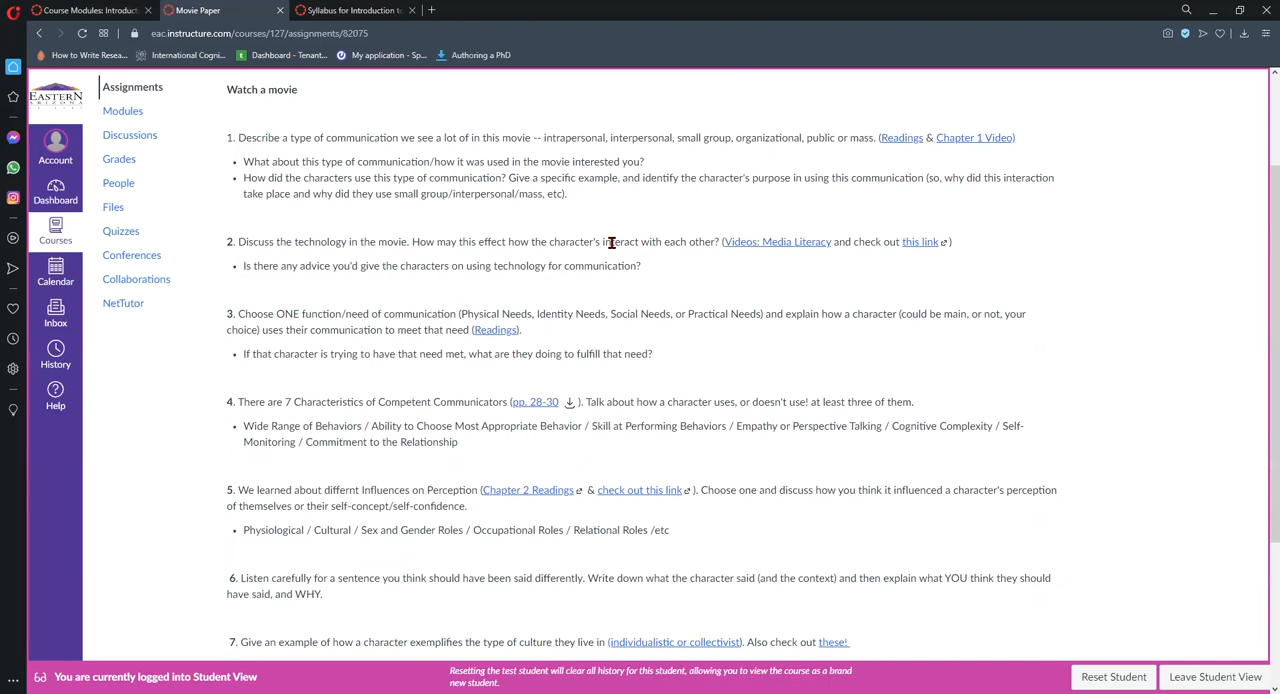 Course Modules: Introduct
Movie Paper
Syllabus for Introduction to
eac.instructure.com/courses/127/assignments/82075
How to Write Resea...
International Cogni...
Dashboard - Tenant...
My application - Sp...
Authoring a PhD
EASTERN
Account
Dashboard
Courses
Calendar
Inbox
History
Help
Assignments
Modules
Discussions
Grades
People
Files
Quizzes
Conferences
Collaborations
NetTutor
Watch a movie
1. Describe a type of communication we see a lot of in this movie -- intrapersonal, interpersonal, small group, organizational, public or mass. (Readings & Chapter 1 Video)
• What about this type of communication/how it was used in the movie interested you?
• How did the characters use this type of communication? Give a specific example, and identify the character's purpose in using this communication (so, why did this interaction
take place and why did they use small group/interpersonal/mass, etc).
2. Discuss the technology in the movie. How may this effect how the character's interact with each other? (Videos: Media Literacy and check out this link )
• Is there any advice you'd give the characters on using technology for communication?
3. Choose ONE function/need of communication (Physical Needs, Identity Needs, Social Needs, or Practical Needs) and explain how a character (could be main, or not, your
choice) uses their communication to meet that need (Readings).
• If that character is trying to have that need met, what are they doing to fulfill that need?
4. There are 7 Characteristics of Competent Communicators (pp. 28-30 ). Talk about how a character uses, or doesn't use! at least three of them.
• Wide Range of Behaviors / Ability to Choose Most Appropriate Behavior / Skill at Performing Behaviors / Empathy or Perspective Talking / Cognitive Complexity / Self-
Monitoring / Commitment to the Relationship
5. We learned about differnt Influences on Perception (Chapter 2 Readings & check out this link ). Choose one and discuss how you think it influenced a character's perception
of themselves or their self-concept/self-confidence.
• Physiological / Cultural / Sex and Gender Roles / Occupational Roles / Relational Roles /etc
6. Listen carefully for a sentence you think should have been said differently. Write down what the character said (and the context) and then explain what YOU think they should
have said, and WHY.
7. Give an example of how a character exemplifies the type of culture they live in (individualistic or collectivist). Also check out these!
You are currently logged into Student View
Resetting the test student will clear all history for this student, allowing you to view the course as a brand
new student.
Reset Student
Leave Student View